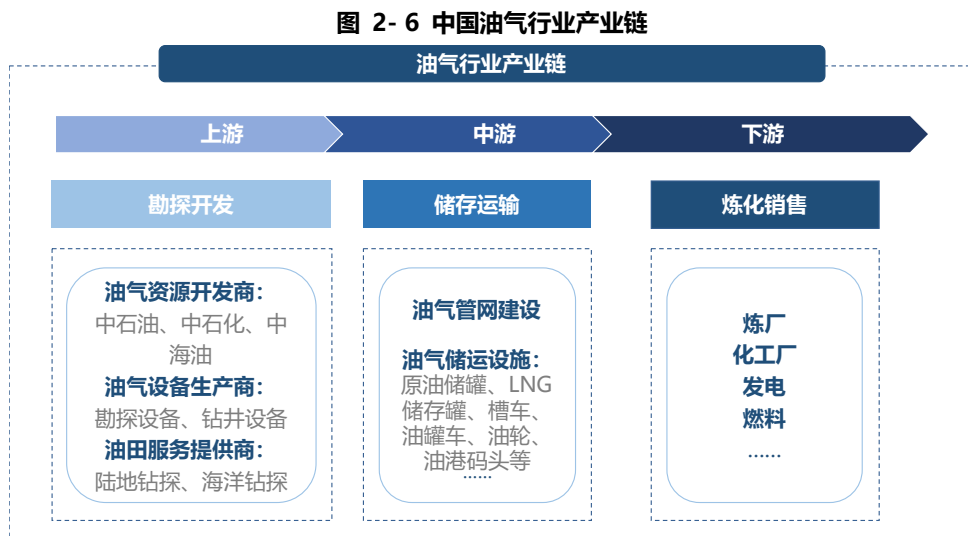 图 2- 6 中国油气行业产业链
油气行业产业链
上游
中游
下游
勘探开发
储存运输
炼化销售
油气资源开发商：
中石油、中石化、中
海油
油气设备生产商：
勘探设备、钻井设备
油田服务提供商：
陆地钻探、海洋钻探
油气管网建设
油气储运设施：
原油储罐、LNG
储存罐、槽车、
油罐车、油轮、
油港码头等
……
炼厂
化工厂
发电
燃料
……